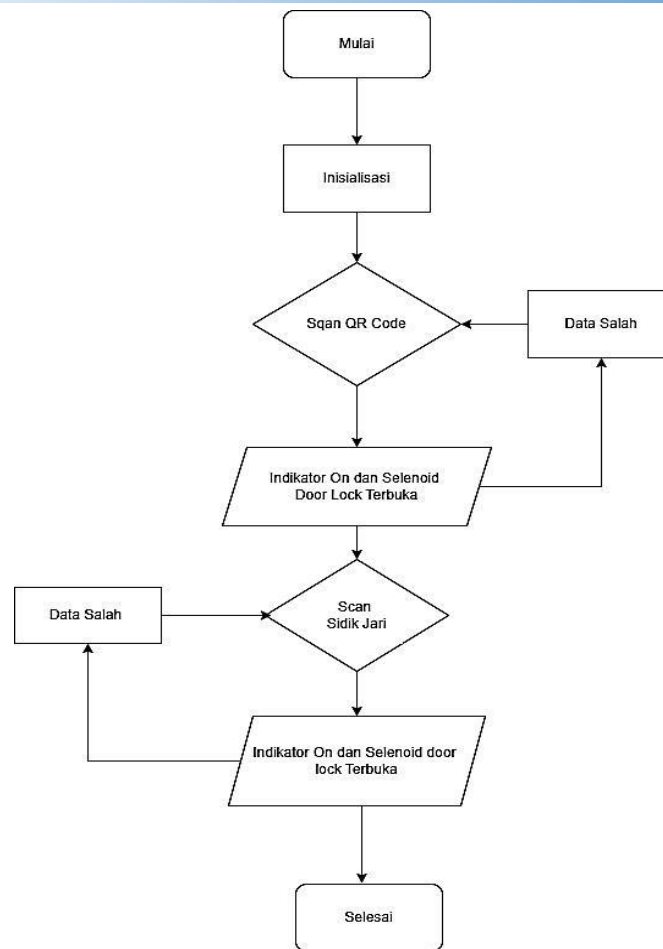 Mulai
Inisialisasi
Sqan QR Code
Data Salah
Indikator On dan Selenoid
Door Lock Terbuka
Data Salah
Scan
Sidik Jari
Indikator On dan Selenoid door
lock Terbuka
Selesai